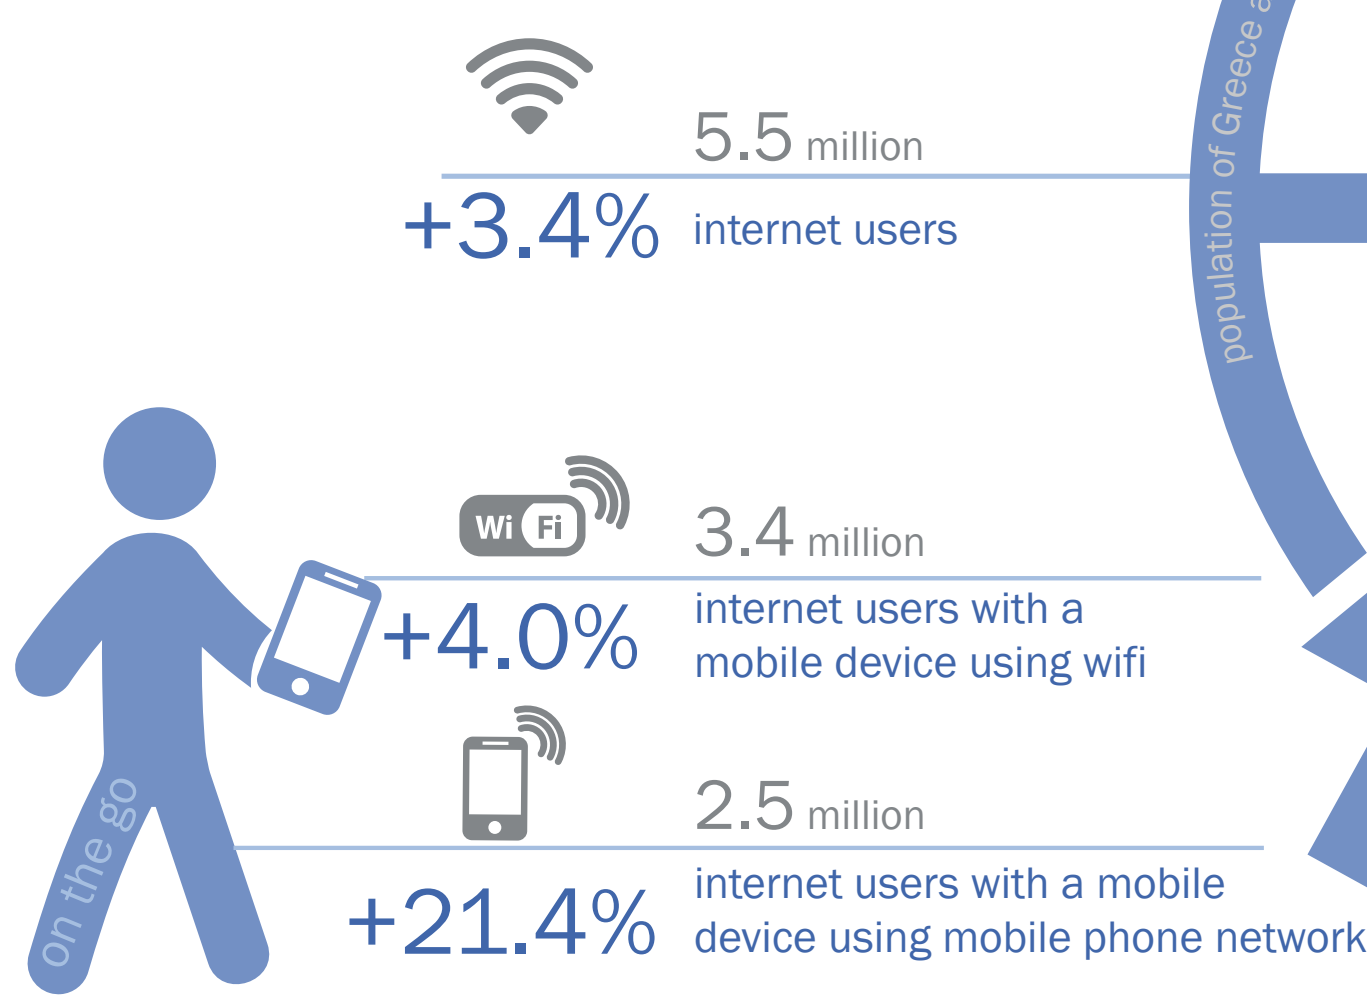 population of Greece
5.5 million
+3.4% internet users
Wi Fi
3.4 million
+4.0% internet users with a
mobile device using wifi
2.5 million
+21.4% internet users with a mobile
device using mobile phone network
on the go